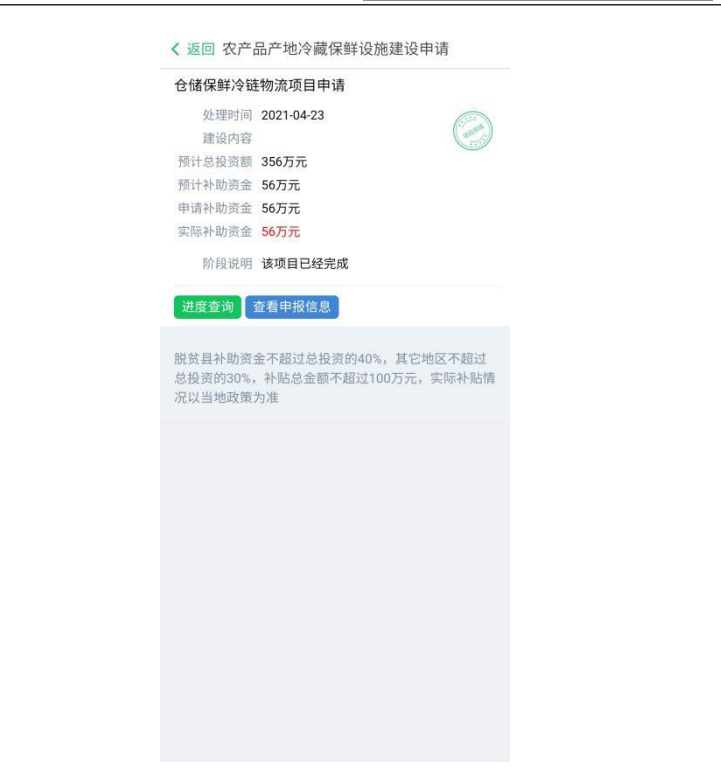 返回 农产品产地冷藏保鲜设施建设申请
仓储保鲜冷链物流项目申请
处理时间 2021-04-23
建设内容
预计总投资额 356万元
预计补助资金 56万元
申请补助资金 56万元
实际补助资金 56万元
阶段说明 该项目已经完成
进度查询 查看申报信息
脱贫县补助资金不超过总投资的40%，其它地区不超过
总投资的30%，补贴总金额不超过100万元，实际补贴情
况以当地政策为准